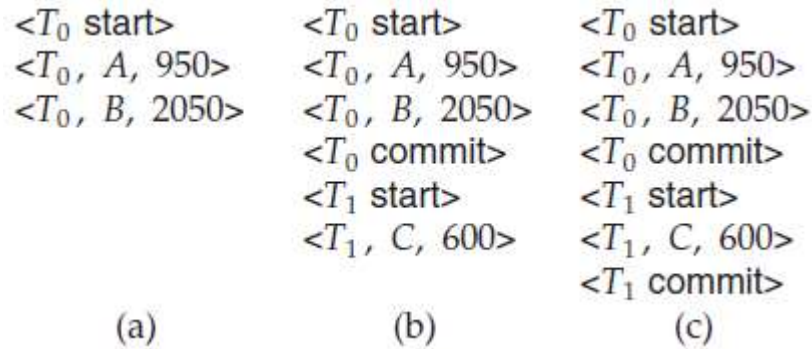 <T₀ start>
<T₀, A, 950>
<T₀, B, 2050>
(a)
<T₀ start>
<T₀, A, 950>
<T₀, B, 2050>
<T₀ commit>
<T₁ start>
<T₁, C, 600>
(b)
<T₀ start>
<T₀, A, 950>
<T₀, B, 2050>
<T₀ commit>
<T₁ start>
<T₁, C, 600>
<T₁ commit>
(c)